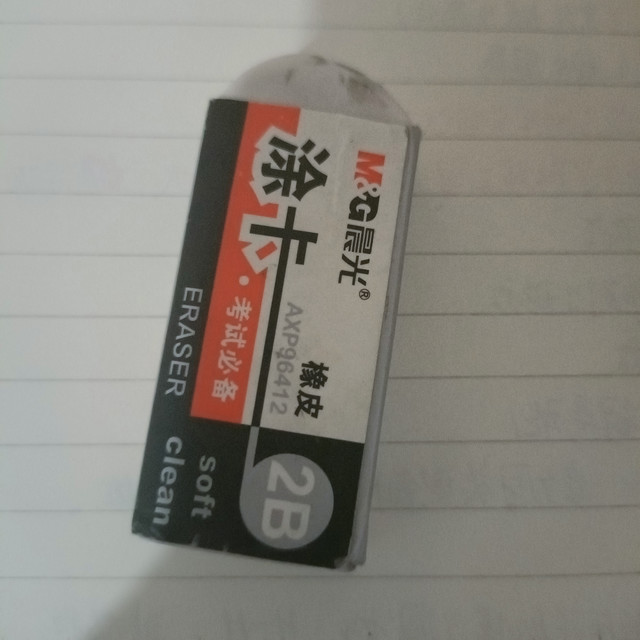 M&G晨光®
涂卡
·考试必备
橡皮
AXP96412
2B
ERASER
soft
clean